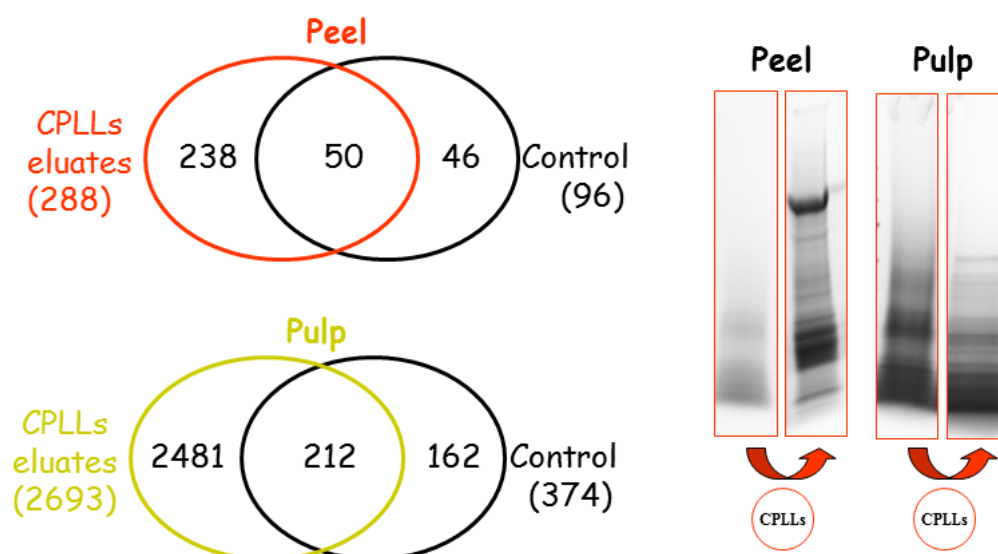 Peel
CPLLs
eluates
(288)
238
50
46
Control
(96)
Pulp
CPLLs
eluates
(2693)
2481
212
162
Control
(374)
Peel
Pulp
CPLLs
CPLLs